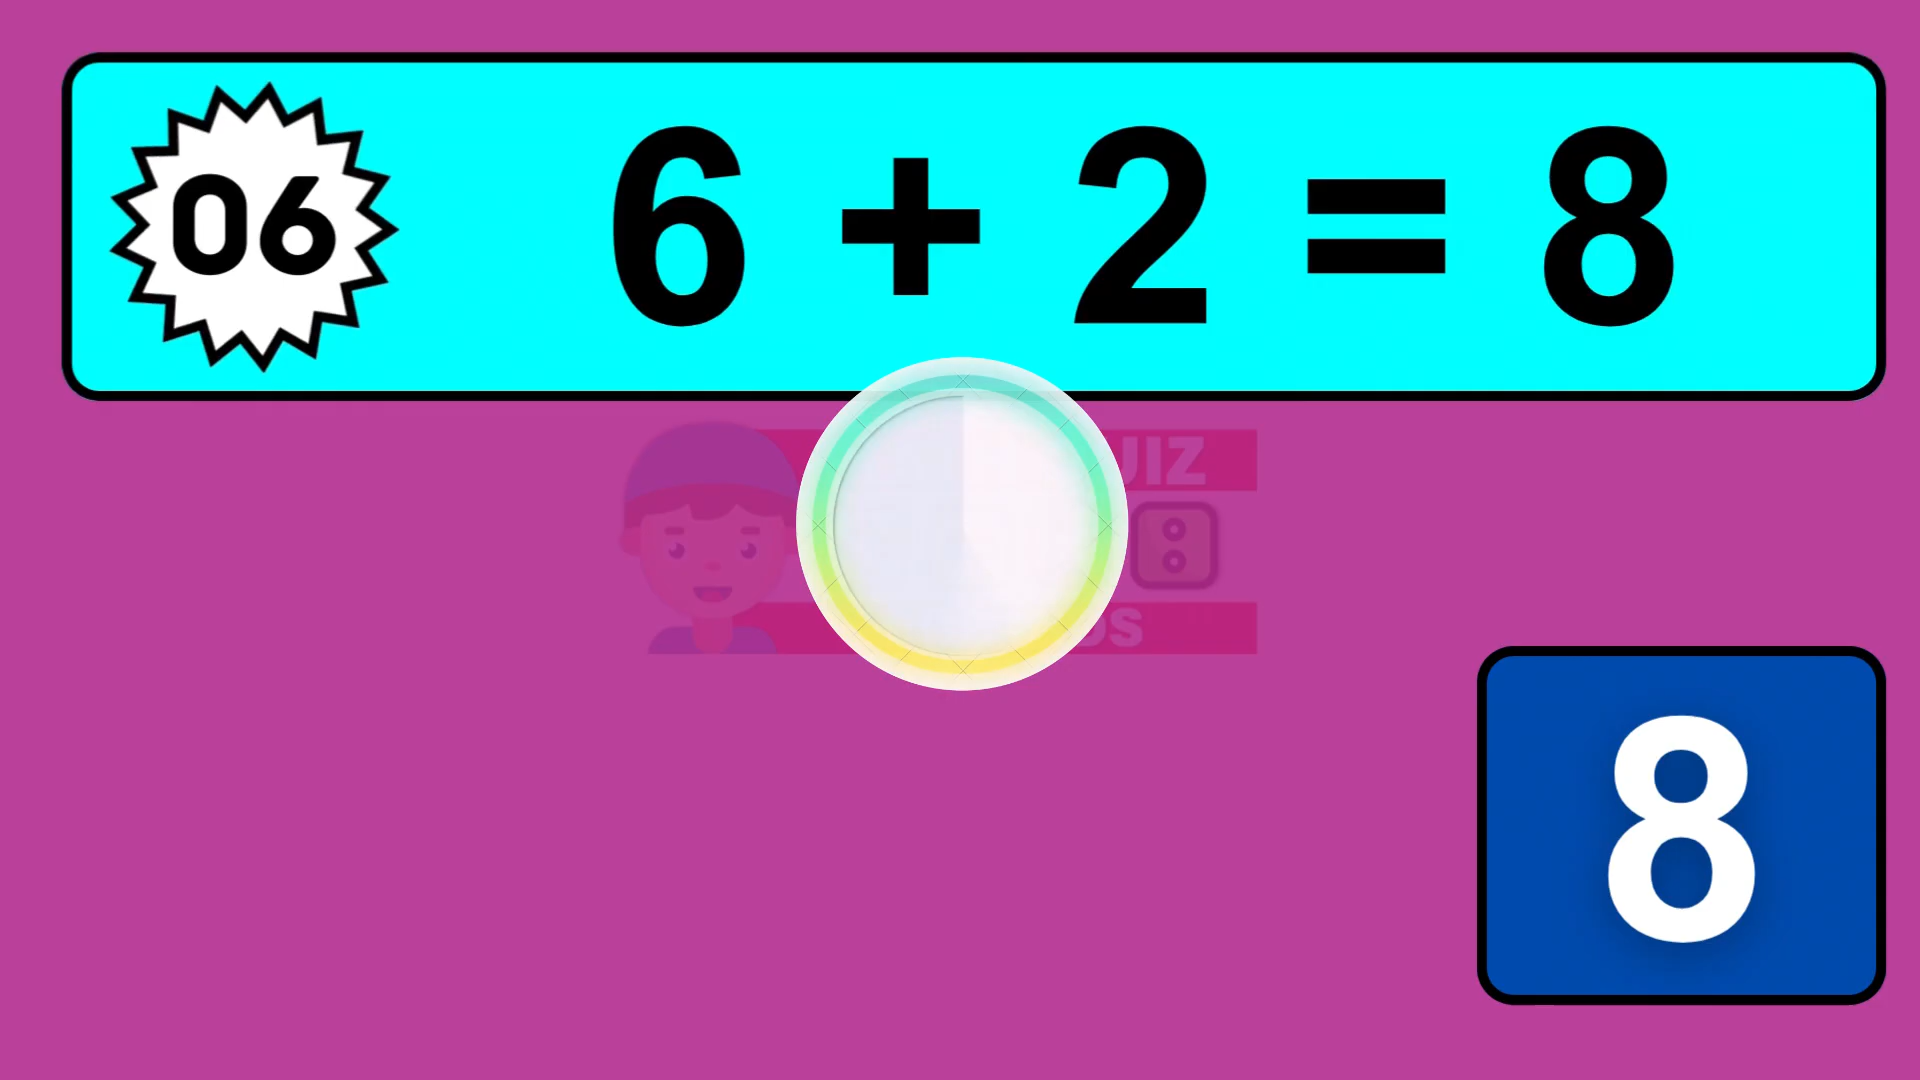 06
6 + 2 = 8
8